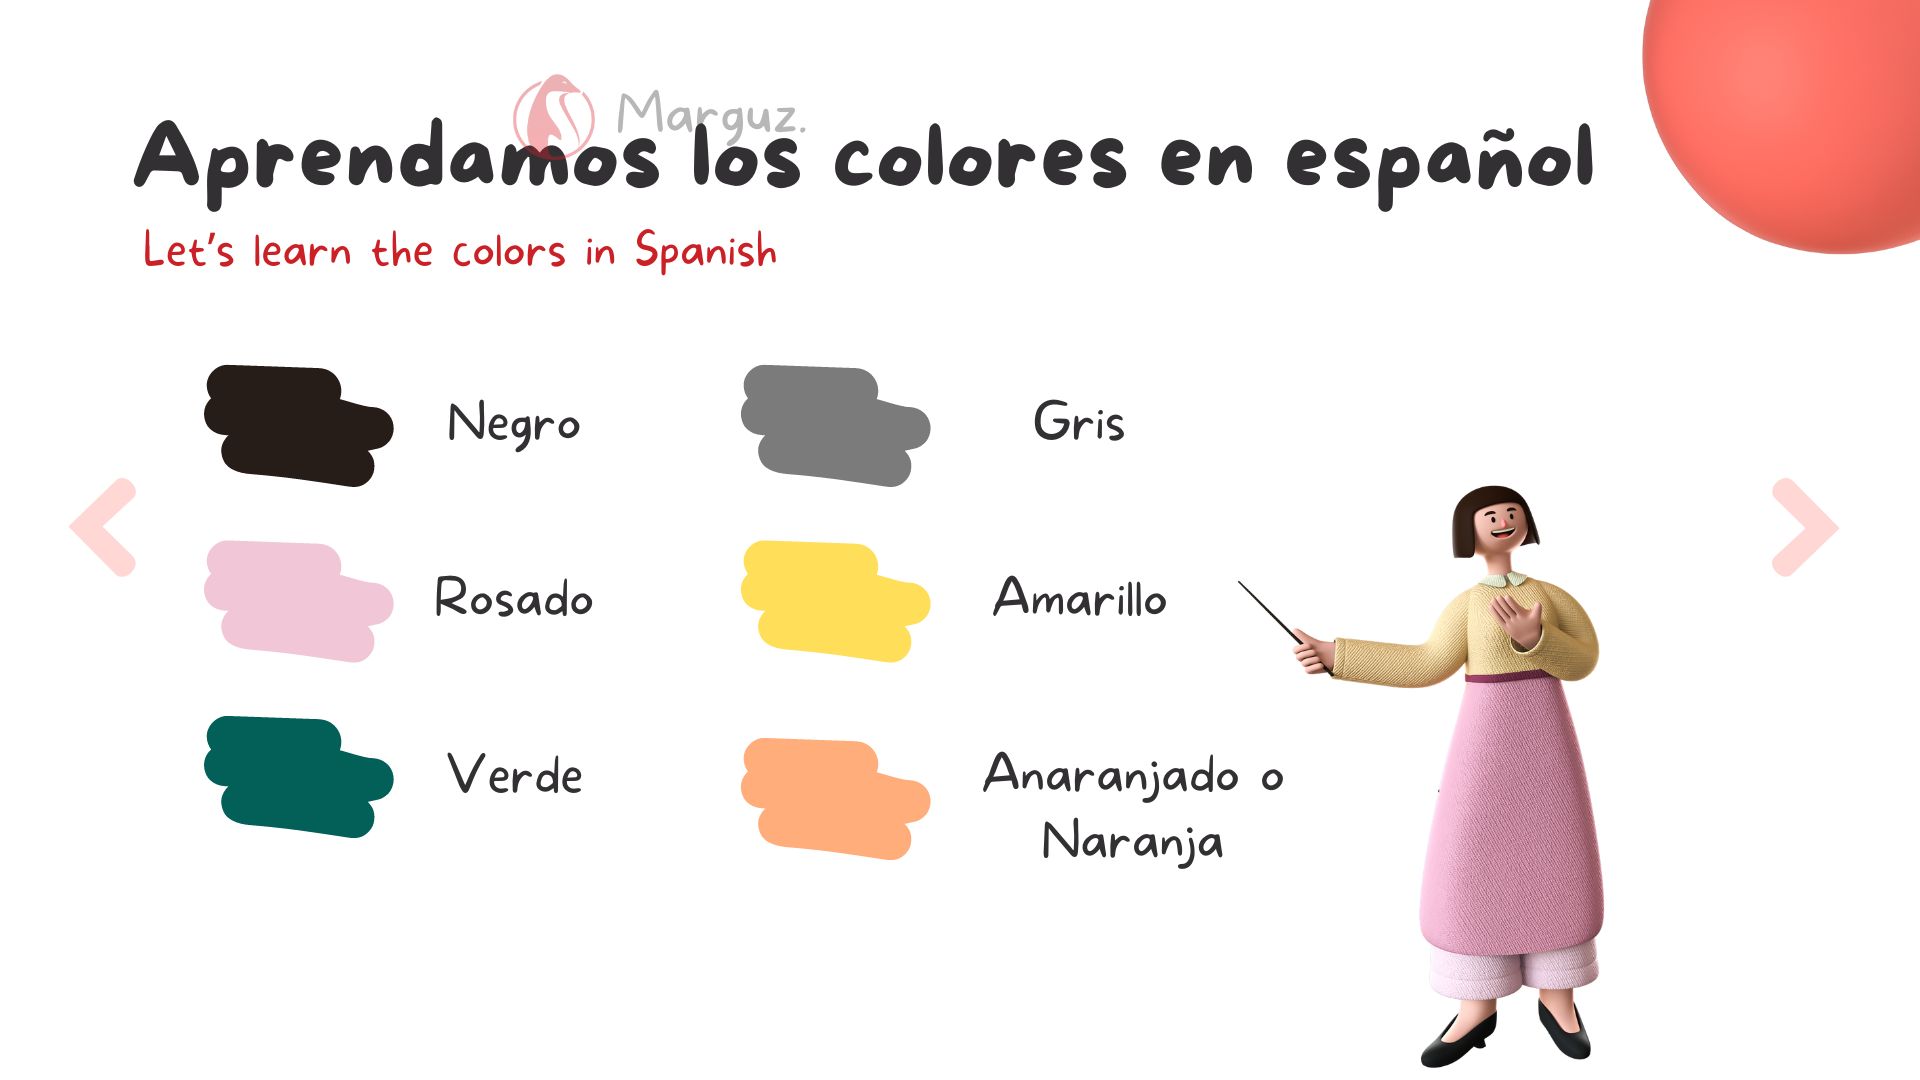 Marguz.
Aprendamos los colores en español
Let's learn the colors in Spanish
Negro
Gris
Rosado
Amarillo
Verde
Anaranjado o
Naranja